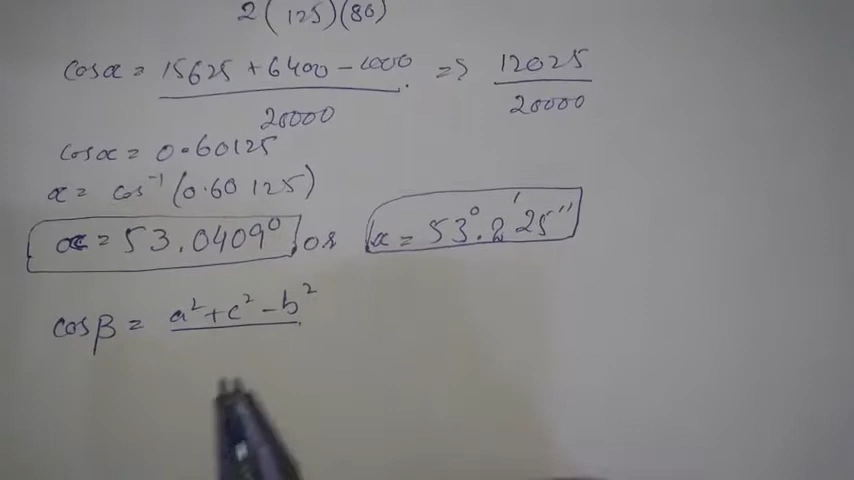 2(125)(80)
cosα = 15625 + 6400 - 1000 => 12025
20000 20000
cosα = 0.60125
α = cos⁻¹(0.60125)
α = 53.0409° or α = 53°.2'25"
cosβ = a²+c²-b²